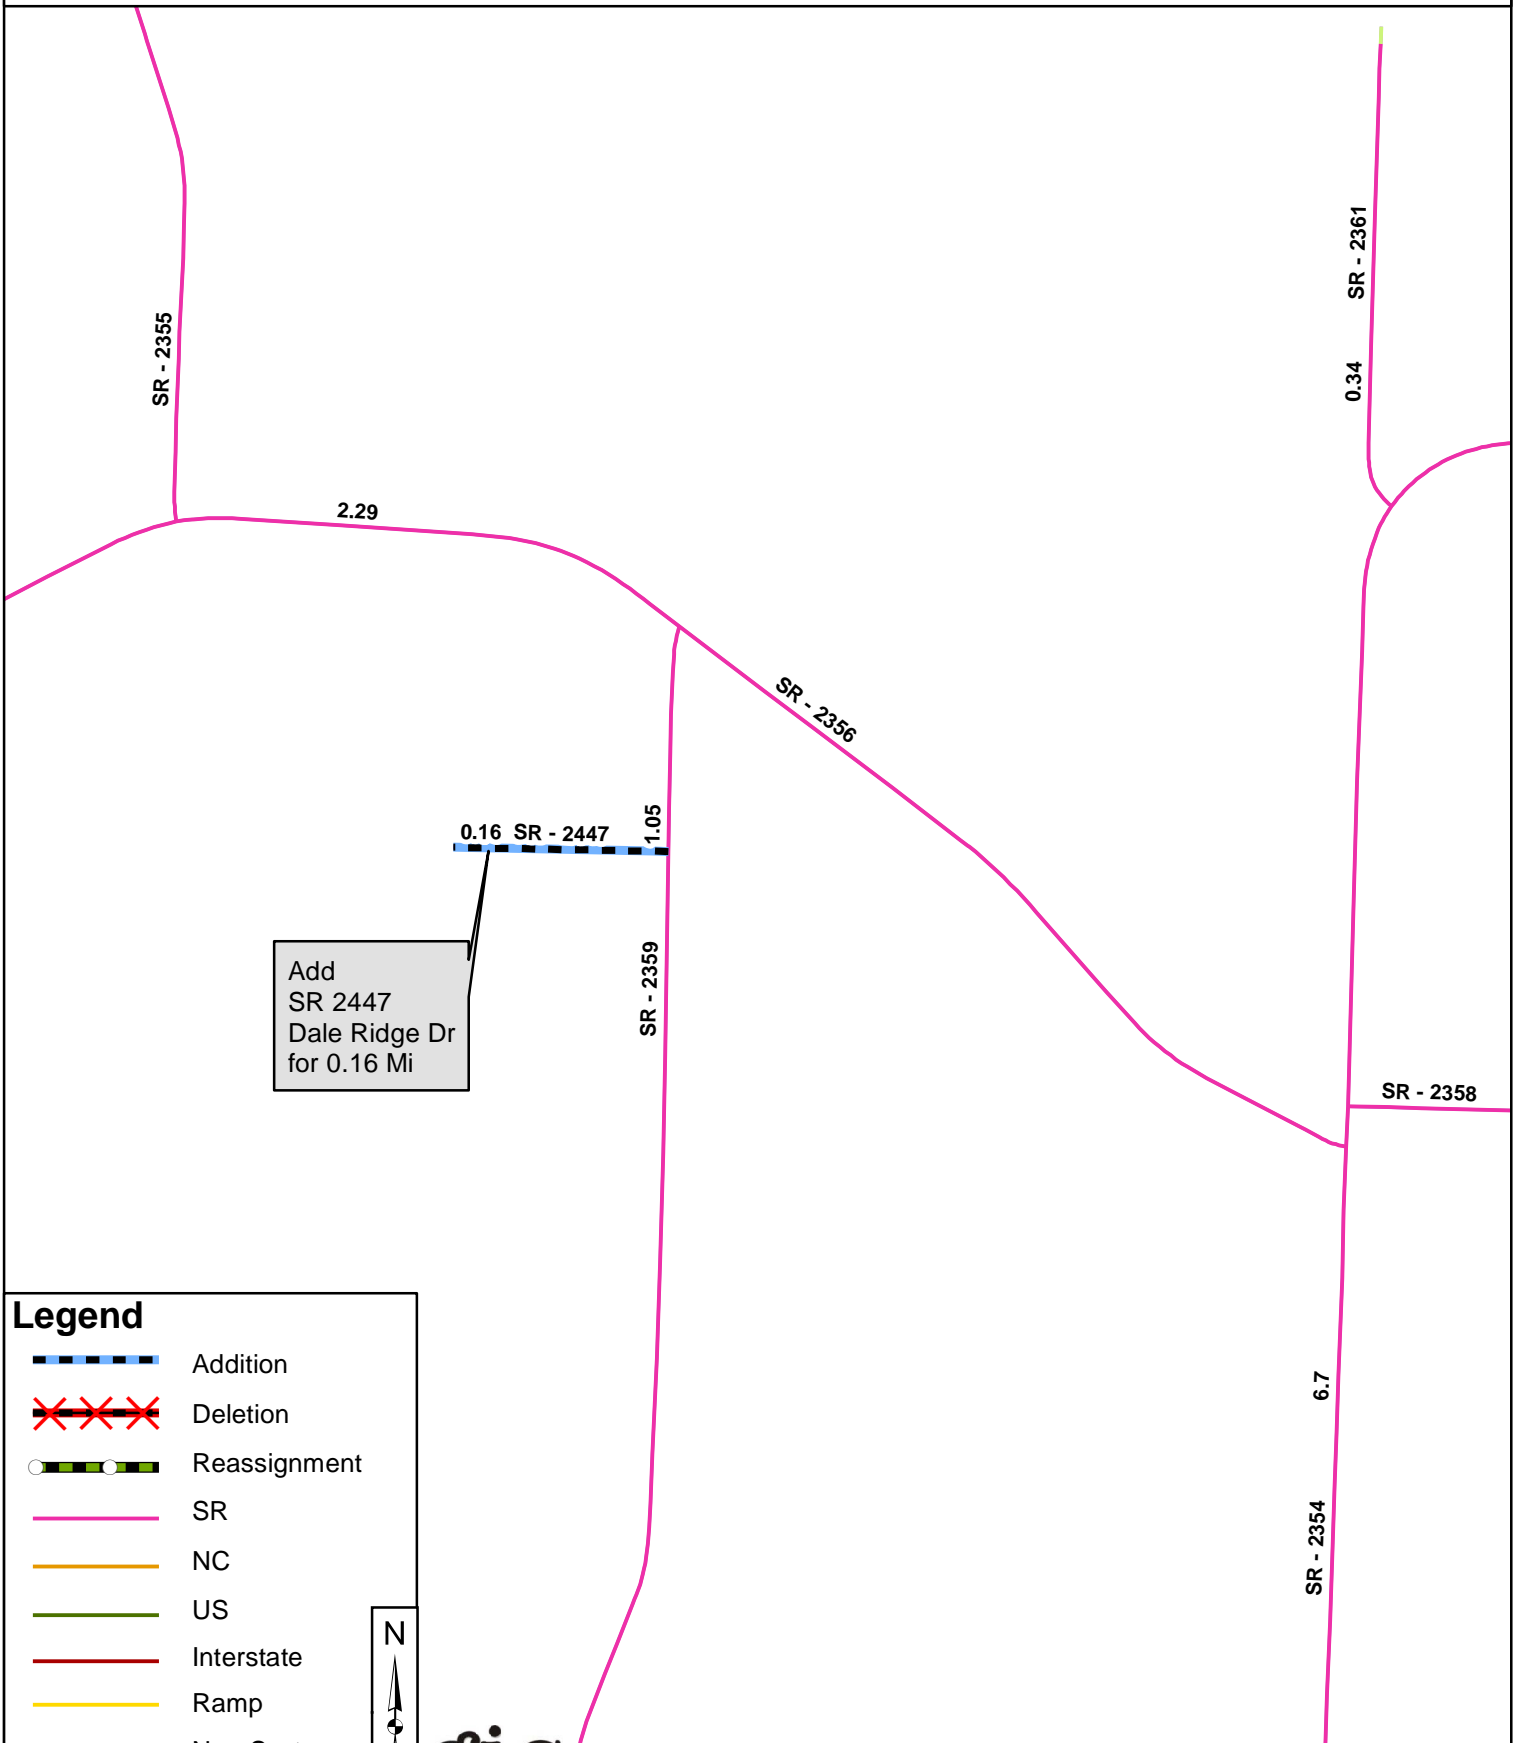 SR - 2361
SR - 2355
0.34
2.29
SR - 2356
1.05
0.16 SR - 2447
SR - 2359
Add
SR 2447
Dale Ridge Dr
for 0.16 Mi
SR - 2358
Legend
Addition
Deletion
Reassignment
SR
NC
US
Interstate
Ramp
N
6.7
SR - 2354